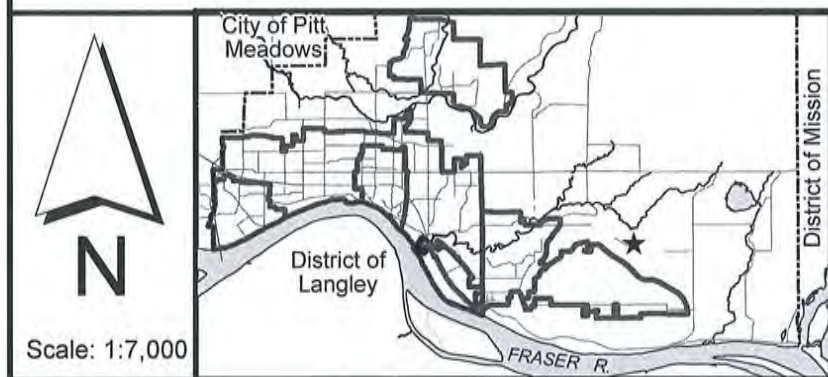 N
Scale: 1:7,000
City of Pitt
Meadows
District of
Langley
FRASER R.
District of Mission